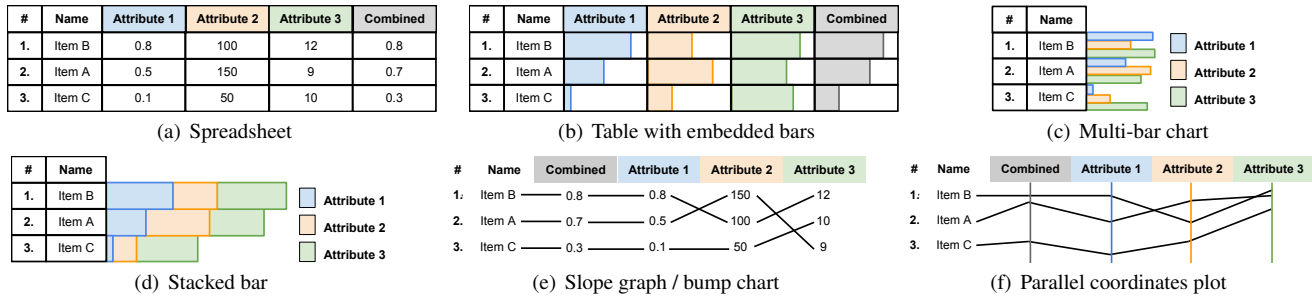 # Name Attribute 1 Attribute 2 Attribute 3 Combined
1. Item B 0.8 100 12 0.8
2. Item A 0.5 150 9 0.7
3. Item C 0.1 50 10 0.3
(a) Spreadsheet
# Name Attribute 1 Attribute 2 Attribute 3 Combined
1. Item B
2. Item A
3. Item C
(b) Table with embedded bars
# Name
1. Item B
2. Item A
3. Item C
Attribute 1
Attribute 2
Attribute 3
(c) Multi-bar chart
# Name
1. Item B
2. Item A
3. Item C
Attribute 1
Attribute 2
Attribute 3
(d) Stacked bar
# Name Combined Attribute 1 Attribute 2 Attribute 3
1. Item B 0.8 0.8 150 12
2. Item A 0.7 0.5 100 10
3. Item C 0.3 0.1 50 9
(e) Slope graph / bump chart
# Name Combined Attribute 1 Attribute 2 Attribute 3
1. Item B
2. Item A
3. Item C
(f) Parallel coordinates plot